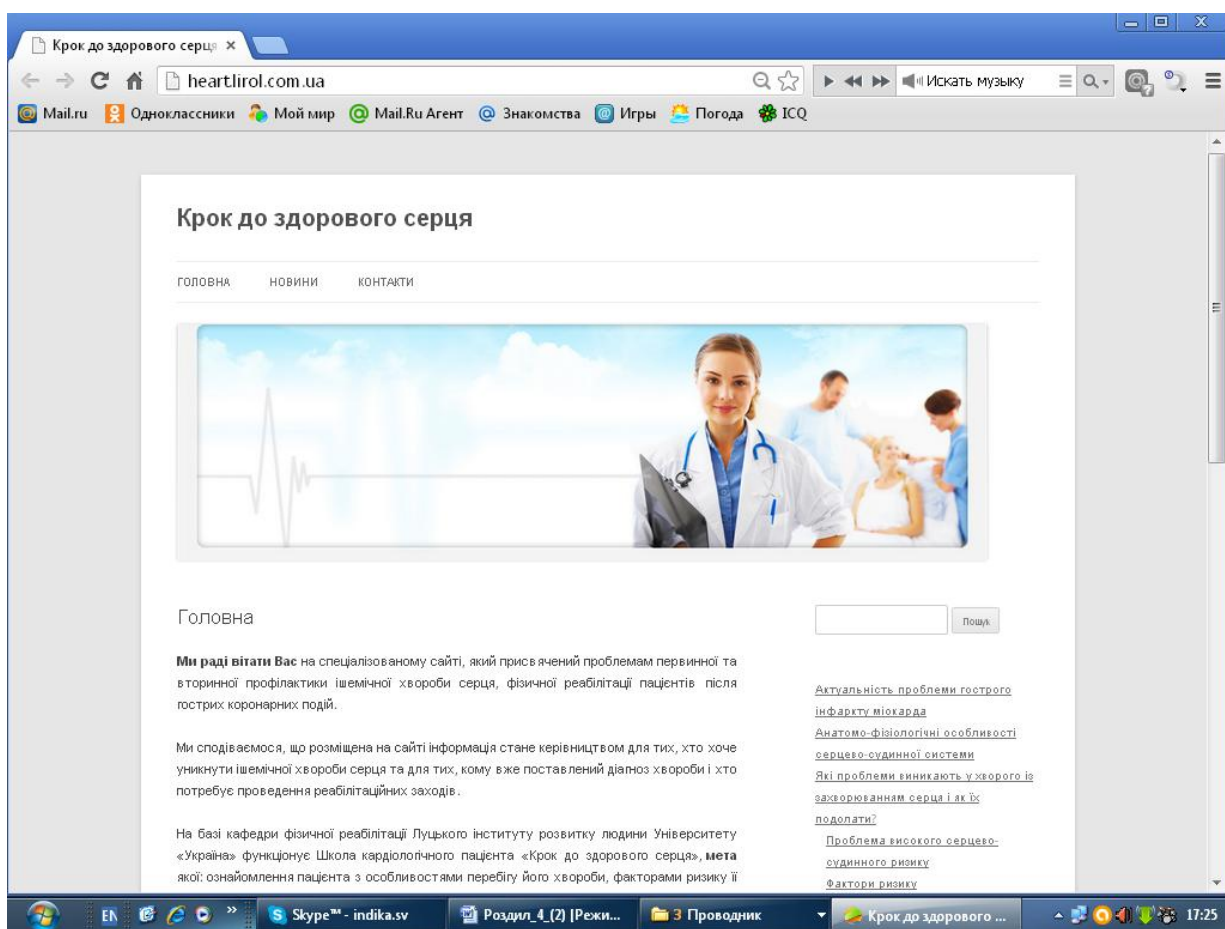 Крок до здорового серця
heart.lirol.com.ua
Искать музыку
Mail.ru Одноклассники Мой мир Mail.Ru Агент Знакомства Игры Погода ICQ
Крок до здорового серця
ГОЛОВНА НОВИНИ КОНТАКТИ
Головна
Ми раді вітати Вас на спеціалізованому сайті, який присвячений проблемам первинної та
вторинної профілактики ішемічної хвороби серця, фізичної реабілітації пацієнтів після
гострих коронарних подій.
Ми сподіваємося, що розміщена на сайті інформація стане керівництвом для тих, хто хоче
уникнути ішемічної хвороби серця та для тих, кому вже поставлений діагноз хвороби і хто
потребує проведення реабілітаційних заходів.
На базі кафедри фізичної реабілітації Луцького інституту розвитку людини Університету
«Україна» функціонує Школа кардіологічного пацієнта «Крок до здорового серця», мета
якої: ознайомлення пацієнта з особливостями перебігу його хвороби, факторами ризику її
Пошук
Актуальність проблеми гострого
інфаркту міокарда
Анатомо-фізіологічні особливості
серцево-судинної системи
Які проблеми виникають у хворого із
захворюванням серця і як їх
подолати?
Проблема високого серцево-
судинного ризику
Фактори ризику
EN » Skype™ - indika.sv Роздил_4_(2) [Режи... 3 Проводник Крок до здорового ... 17:25